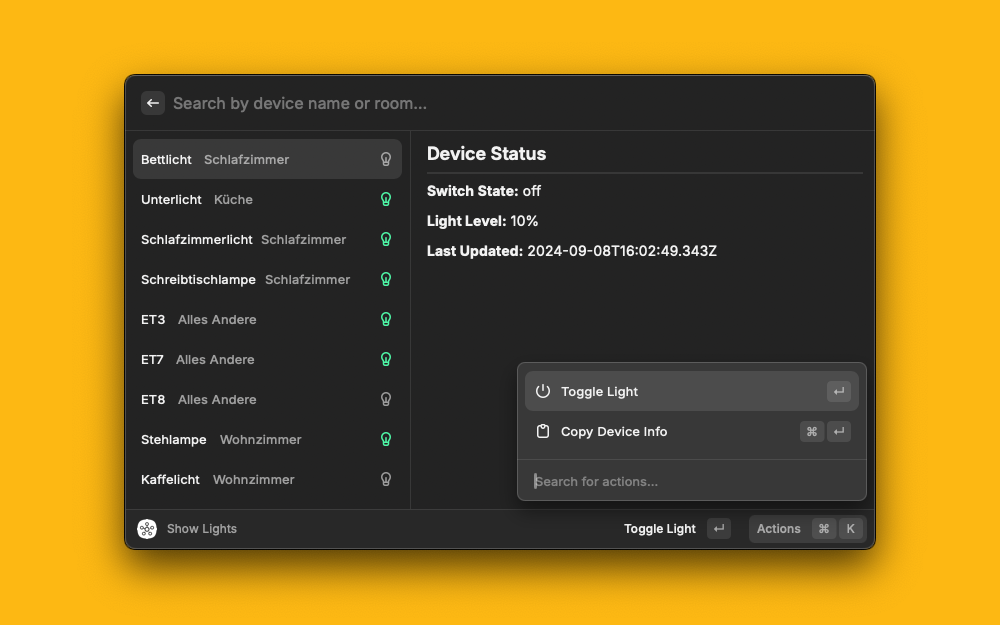 Search by device name or room...
Bettlicht Schlafzimmer
Unterlicht Küche
Schlafzimmerlicht Schlafzimmer
Schreibtischlampe Schlafzimmer
ET3 Alles Andere
ET7 Alles Andere
ET8 Alles Andere
Stehlampe Wohnzimmer
Kaffelicht Wohnzimmer
Device Status
Switch State: off
Light Level: 10%
Last Updated: 2024-09-08T16:02:49.343Z
Toggle Light ↵
Copy Device Info ⌘ ↵
Search for actions...
Show Lights
Toggle Light ↵ Actions ⌘ K